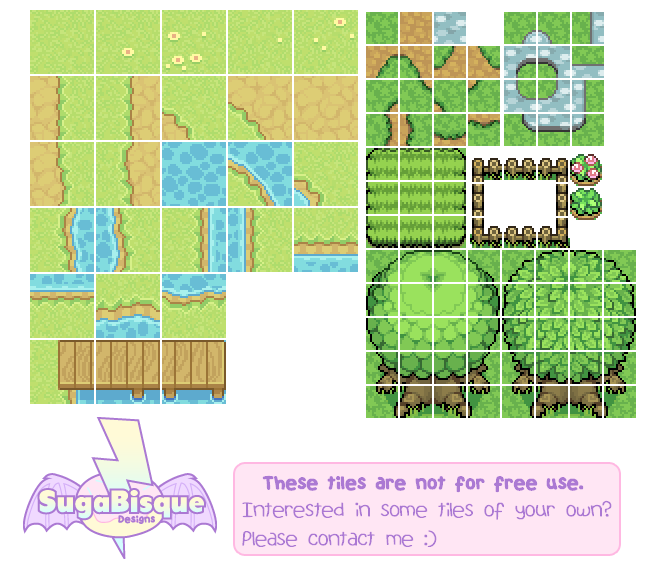 SugaBisque
Designs
These tiles are not for free use.
Interested in some tiles of your own?
Please contact me :)